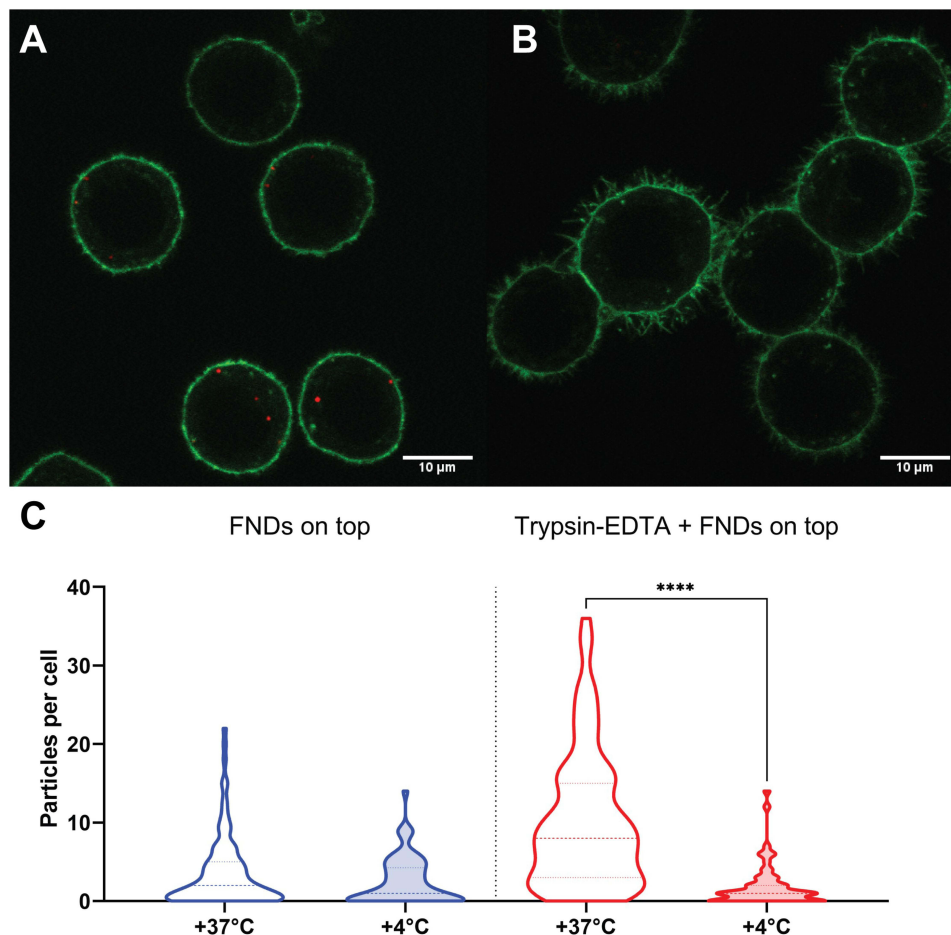 A
B
10 µm
10 µm
C
FNDs on top
Trypsin-EDTA + FNDs on top
Particles per cell
40
30
20
10
0
****
+37°C
+4°C
+37°C
+4°C